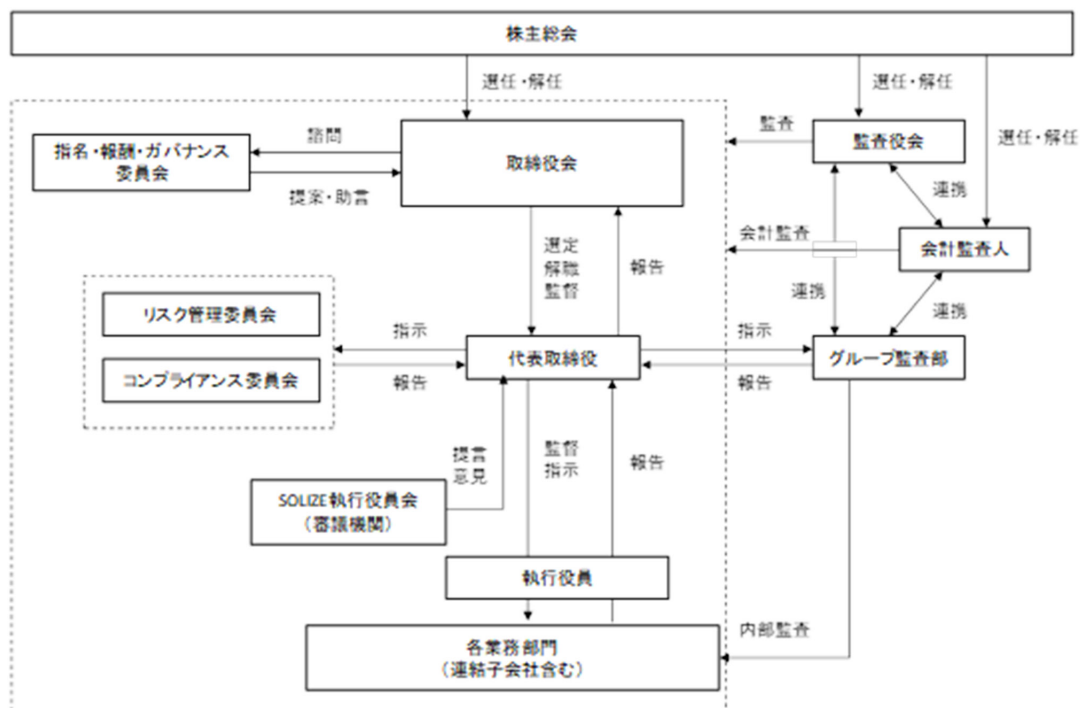 株主総会
選任・解任
選任・解任
選任・解任
指名・報酬・ガバナンス
委員会
諮問
提案・助言
取締役会
監査
監査役会
連携
会計監査
会計監査人
選定
解職
監督
報告
連携
連携
リスク管理委員会
コンプライアンス委員会
指示
報告
代表取締役
指示
報告
グループ監査部
提言
意見
監督
指示
報告
SOLIZE執行役員会
（審議機関）
執行役員
内部監査
各業務部門
（連結子会社含む）